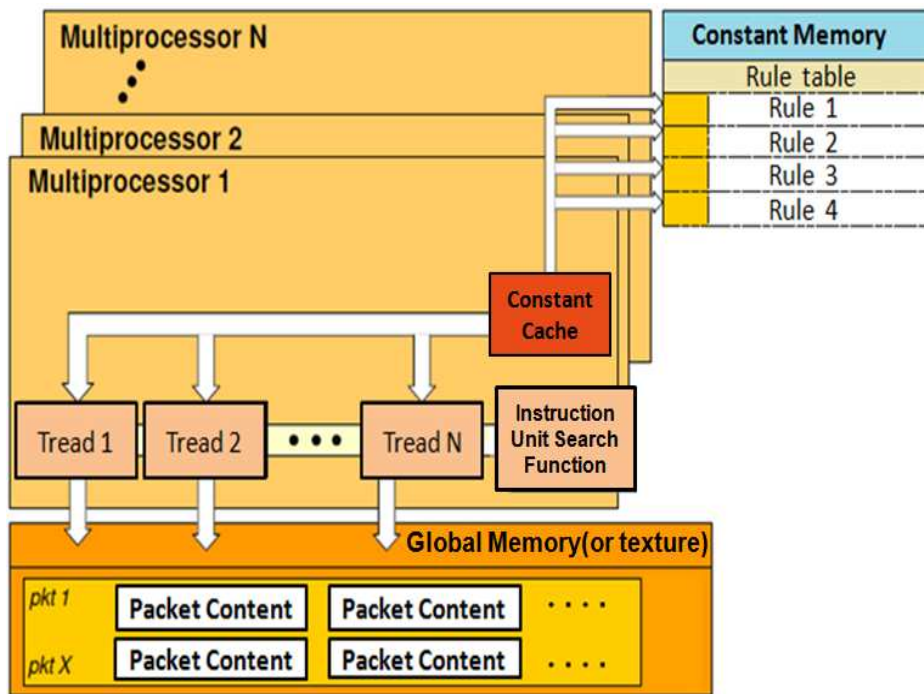 Multiprocessor N
Multiprocessor 2
Multiprocessor 1
Constant Memory
Rule table
Rule 1
Rule 2
Rule 3
Rule 4
Constant
Cache
Tread 1
Tread 2
Tread N
Instruction
Unit Search
Function
Global Memory(or texture)
pkt 1
Packet Content
Packet Content
. . . .
pkt X
Packet Content
Packet Content
. . . .